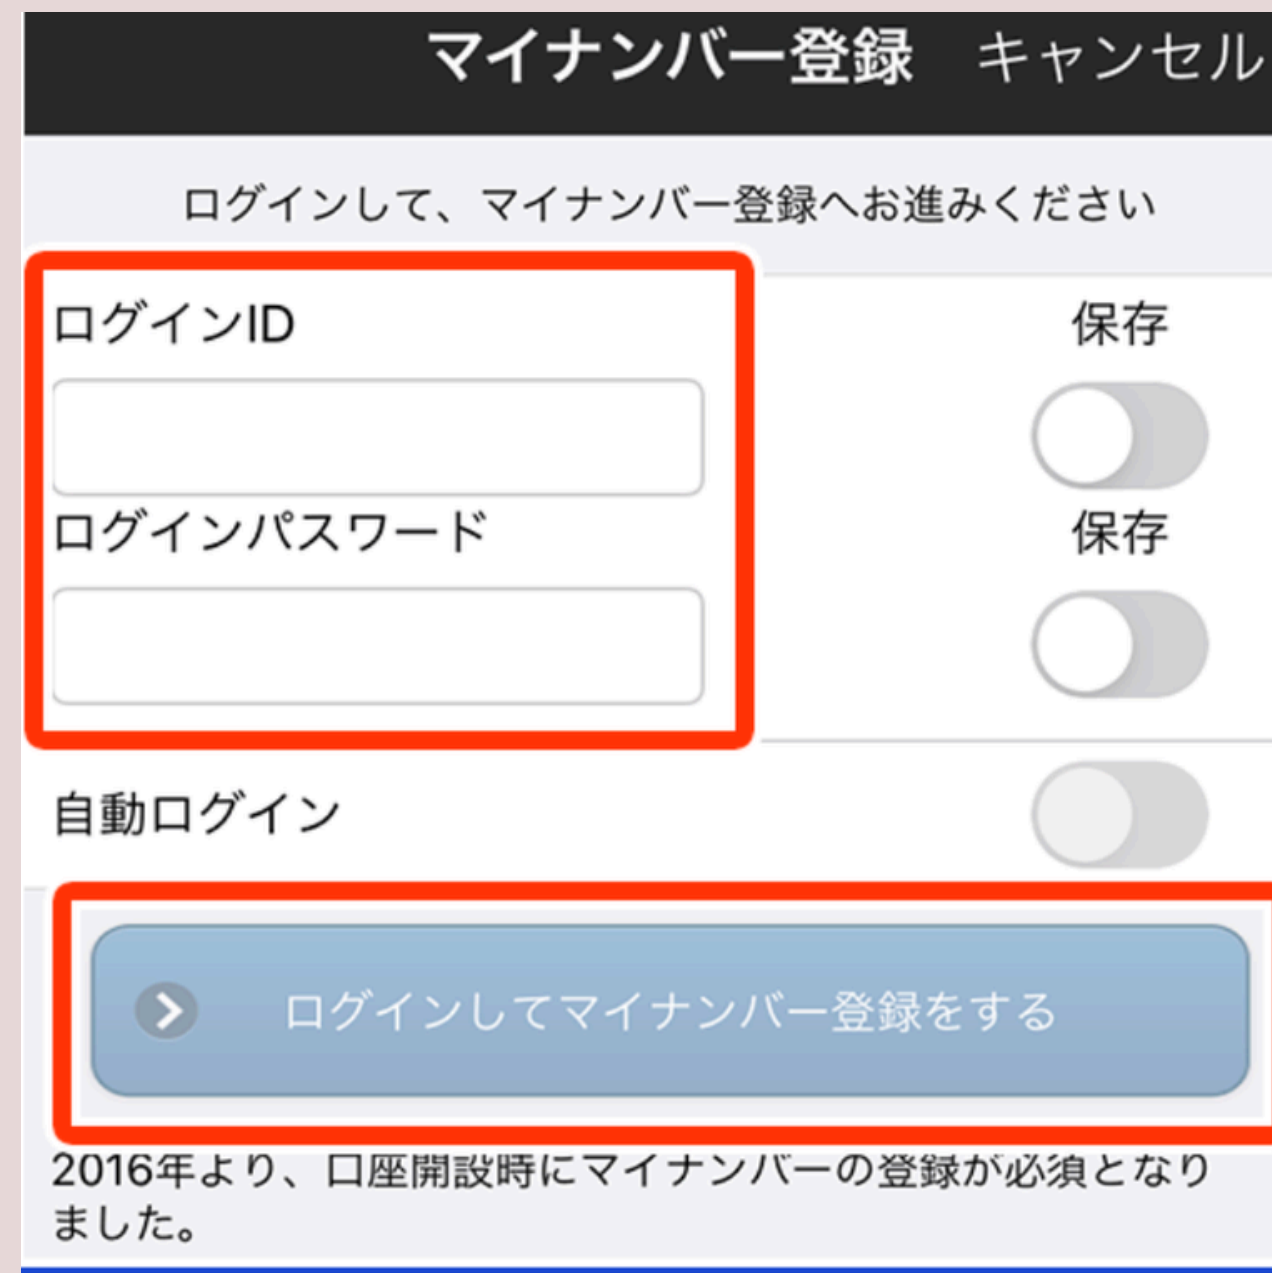 マイナンバー登録 キャンセル
ログインして、マイナンバー登録へお進みください
ログインID 保存
ログインパスワード 保存
自動ログイン
ログインしてマイナンバー登録をする
2016年より、口座開設時にマイナンバーの登録が必須となり
ました。